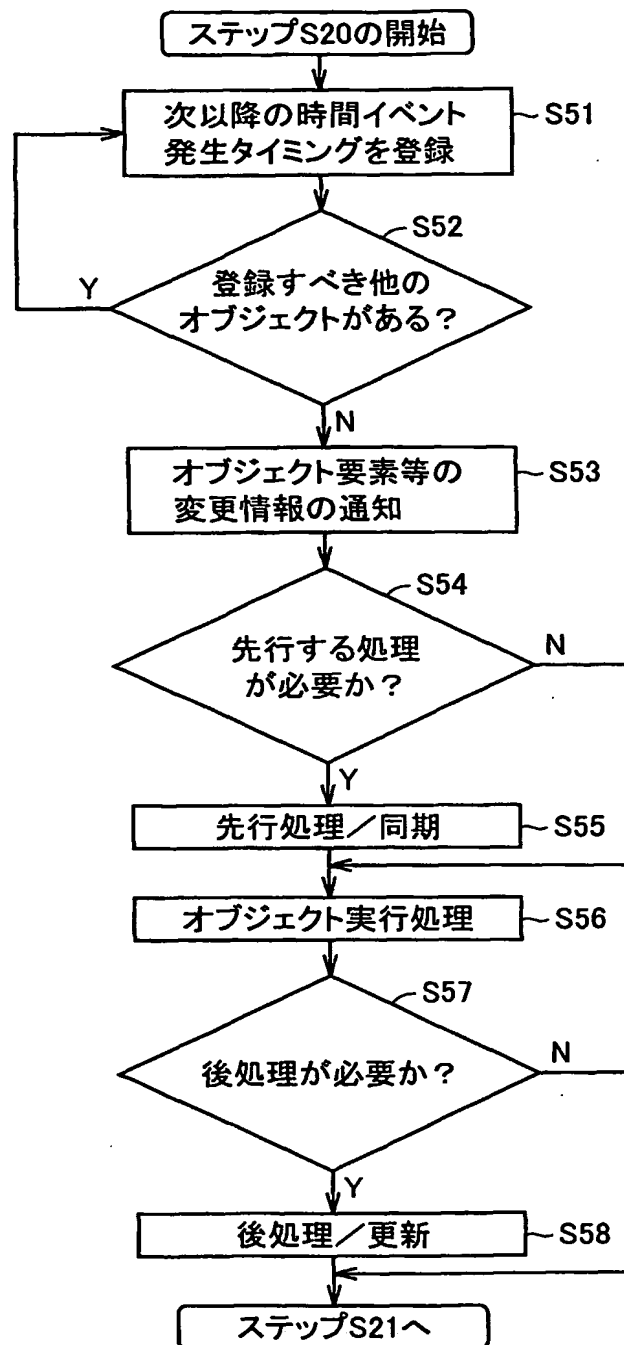 ステップS20の開始
次以降の時間イベント
発生タイミングを登録
S51
S52
登録すべき他の
オブジェクトがある？
Y
N
オブジェクト要素等の
変更情報の通知
S53
S54
先行する処理
が必要か？
N
Y
先行処理／同期
S55
オブジェクト実行処理
S56
S57
後処理が必要か？
N
Y
後処理／更新
S58
ステップS21へ